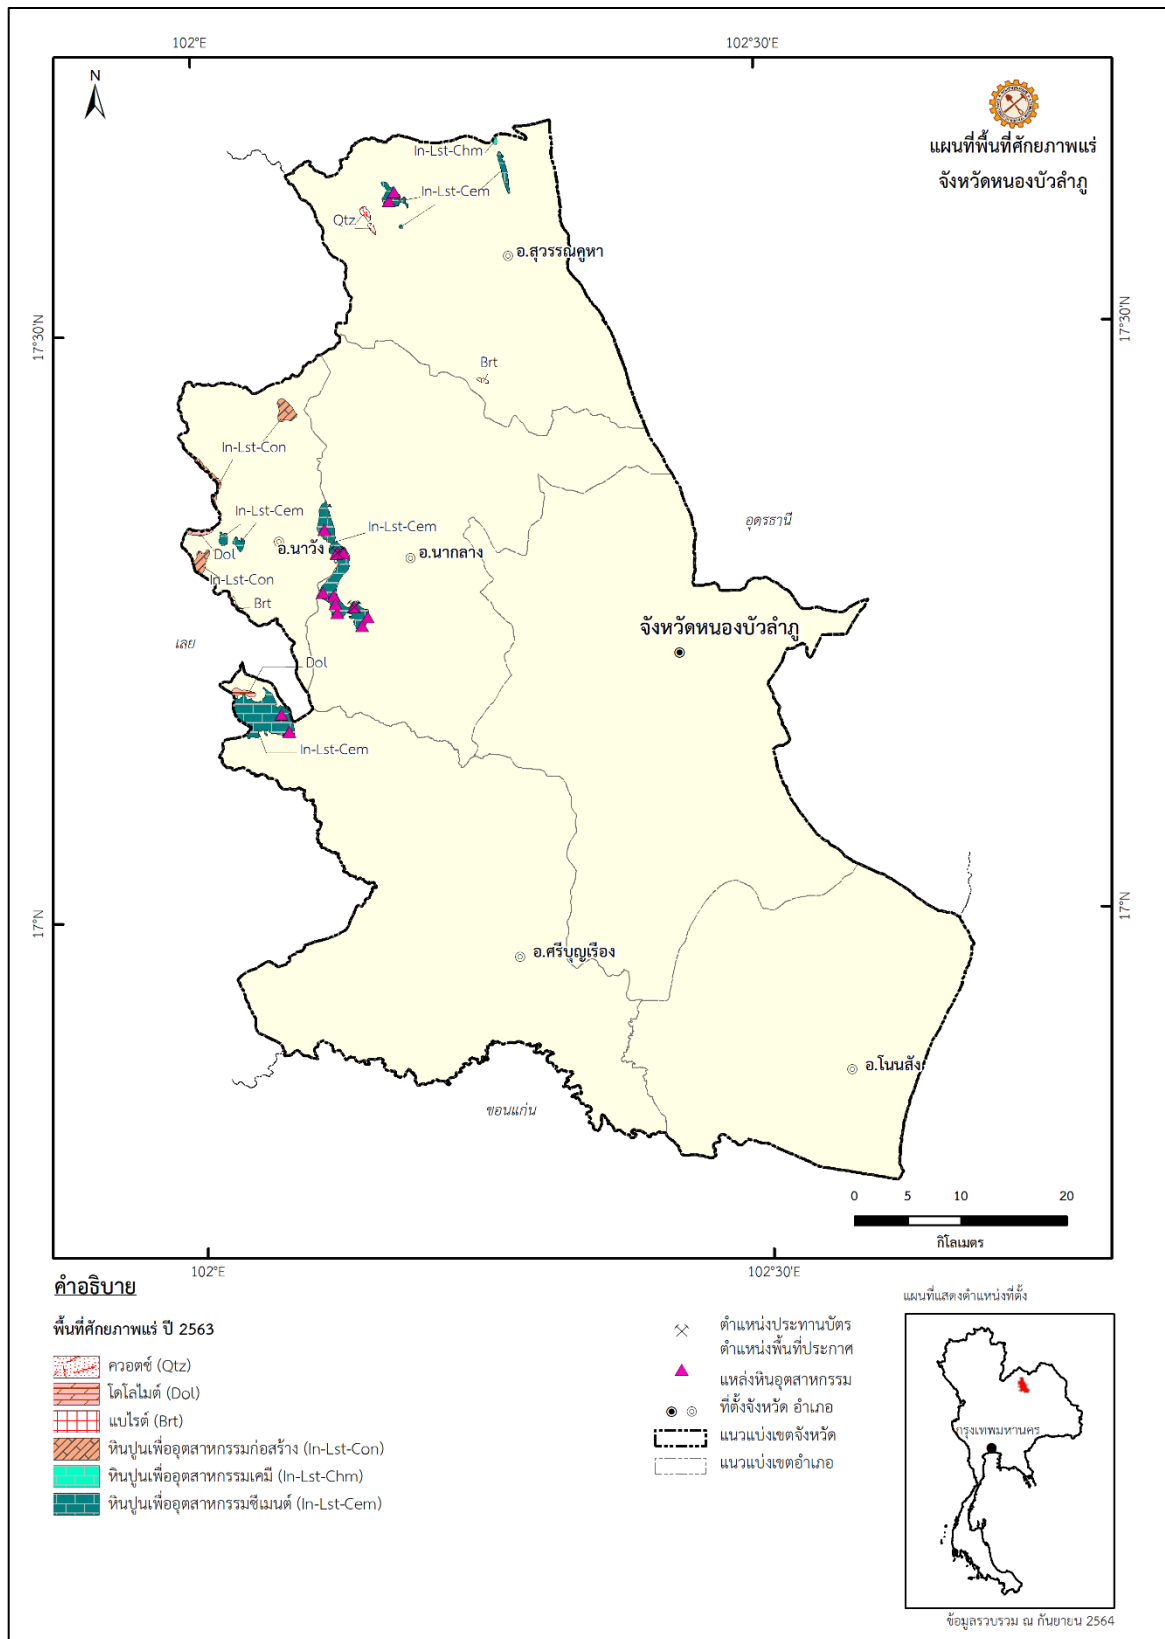 102°E
102°30'E
N
แผนที่พื้นที่ศักยภาพแร่
จังหวัดหนองบัวลำภู
In-Lst-Chm
In-Lst-Cem
Qtz
อ.สุวรรณคูหา
17°30'N
17°30'N
Brt
In-Lst-Con
In-Lst-Cem
In-Lst-Cem
อุดรธานี
อ.นาวัง
อ.นากลาง
Dol
In-Lst-Con
Brt
จังหวัดหนองบัวลำภู
เลย
Dol
In-Lst-Cem
17°N
17°N
อ.ศรีบุญเรือง
อ.โนนสัง
ขอนแก่น
0 5 10 20
กิโลเมตร
102°E
102°30'E
คำอธิบาย
พื้นที่ศักยภาพแร่ ปี 2563
ควอตซ์ (Qtz)
โดโลไมต์ (Dol)
แบไรต์ (Brt)
หินปูนเพื่ออุตสาหกรรมก่อสร้าง (In-Lst-Con)
หินปูนเพื่ออุตสาหกรรมเคมี (In-Lst-Chm)
หินปูนเพื่ออุตสาหกรรมซีเมนต์ (In-Lst-Cem)
ตำแหน่งประทานบัตร
ตำแหน่งพื้นที่ประกาศ
แหล่งหินอุตสาหกรรม
ที่ตั้งจังหวัด อำเภอ
แนวแบ่งเขตจังหวัด
แนวแบ่งเขตอำเภอ
แผนที่แสดงตำแหน่งที่ตั้ง
กรุงเทพมหานคร
ข้อมูลรวบรวม ณ กันยายน 2564